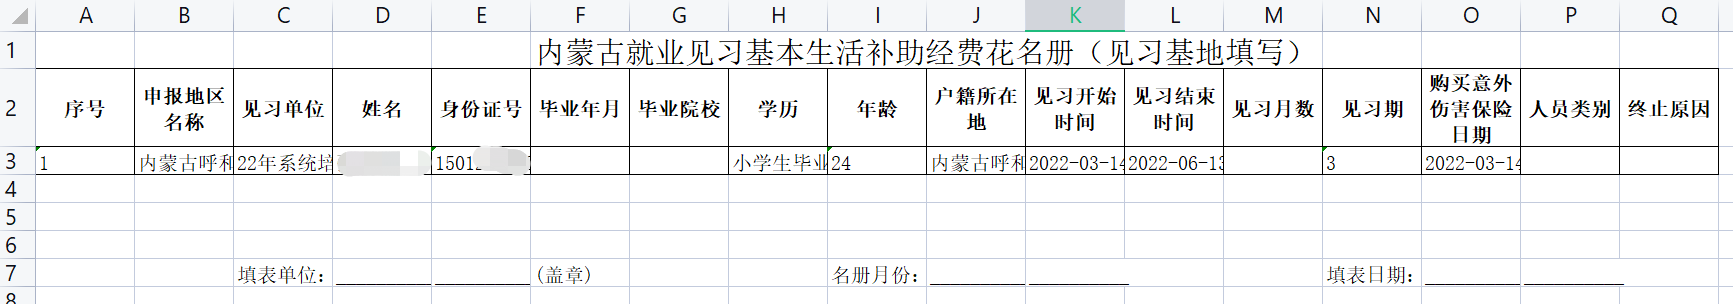 A B C D E F G H I J K L M N O P Q
1 内蒙古就业见习基本生活补助经费花名册（见习基地填写）
2 序号 申报地区名称 见习单位 姓名 身份证号 毕业年月 毕业院校 学历 年龄 户籍所在地 见习开始时间 见习结束时间 见习月数 见习期 购买意外伤害保险日期 人员类别 终止原因
3 1 内蒙古呼和 22年系统培 1501 小学生毕业 24 内蒙古呼和 2022-03-14 2022-06-13 3 2022-03-14
4
5
6
7 填表单位： (盖章) 名册月份： 填表日期：
8